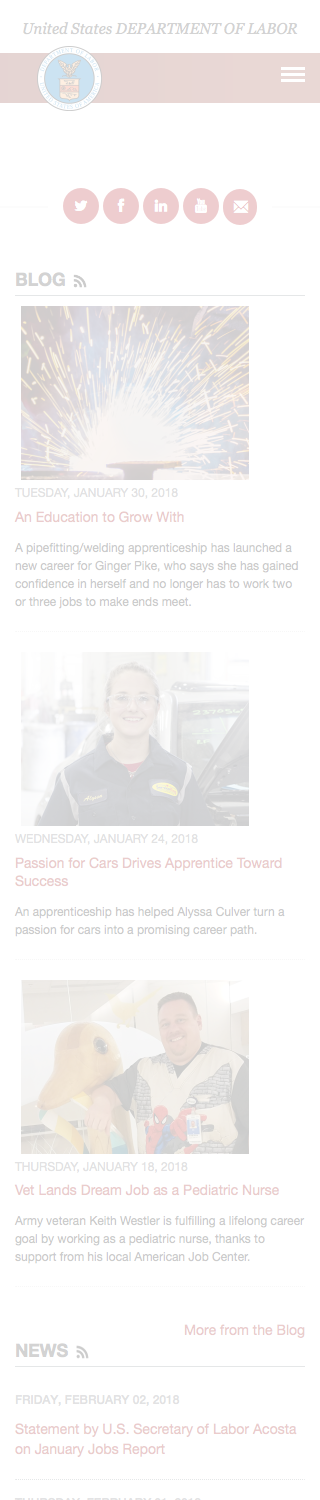 United States DEPARTMENT OF LABOR
BLOG
TUESDAY, JANUARY 30, 2018
An Education to Grow With
A pipefitting/welding apprenticeship has launched a
new career for Ginger Pike, who says she has gained
confidence in herself and no longer has to work two
or three jobs to make ends meet.
WEDNESDAY, JANUARY 24, 2018
Passion for Cars Drives Apprentice Toward
Success
An apprenticeship has helped Alyssa Culver turn a
passion for cars into a promising career path.
THURSDAY, JANUARY 18, 2018
Vet Lands Dream Job as a Pediatric Nurse
Army veteran Keith Westler is fulfilling a lifelong career
goal by working as a pediatric nurse, thanks to
support from his local American Job Center.
More from the Blog
NEWS
FRIDAY, FEBRUARY 02, 2018
Statement by U.S. Secretary of Labor Acosta
on January Jobs Report